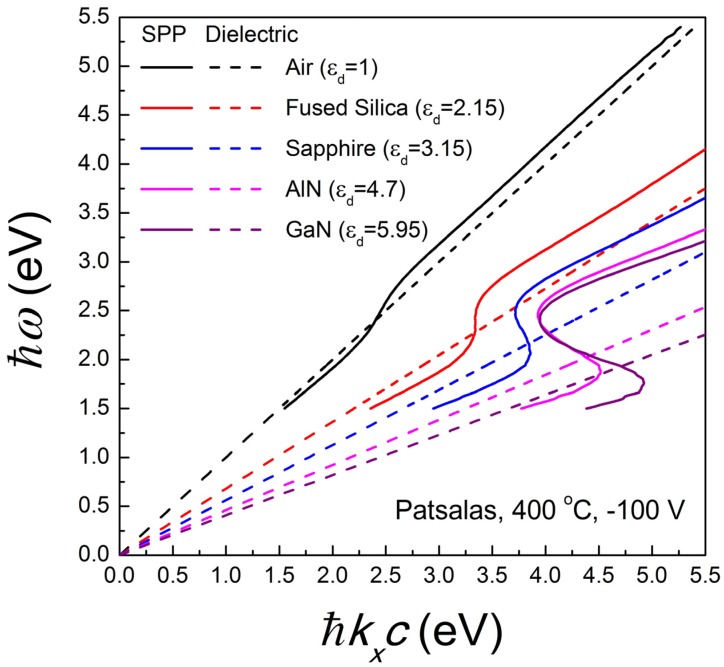 SPP Dielectric
Air (ε_d=1)
Fused Silica (ε_d=2.15)
Sapphire (ε_d=3.15)
AlN (ε_d=4.7)
GaN (ε_d=5.95)
Patsalas, 400 °C, -100 V
ħω (eV)
5.5
5.0
4.5
4.0
3.5
3.0
2.5
2.0
1.5
1.0
0.5
0.0
0.0 0.5 1.0 1.5 2.0 2.5 3.0 3.5 4.0 4.5 5.0 5.5
ħk_xc (eV)